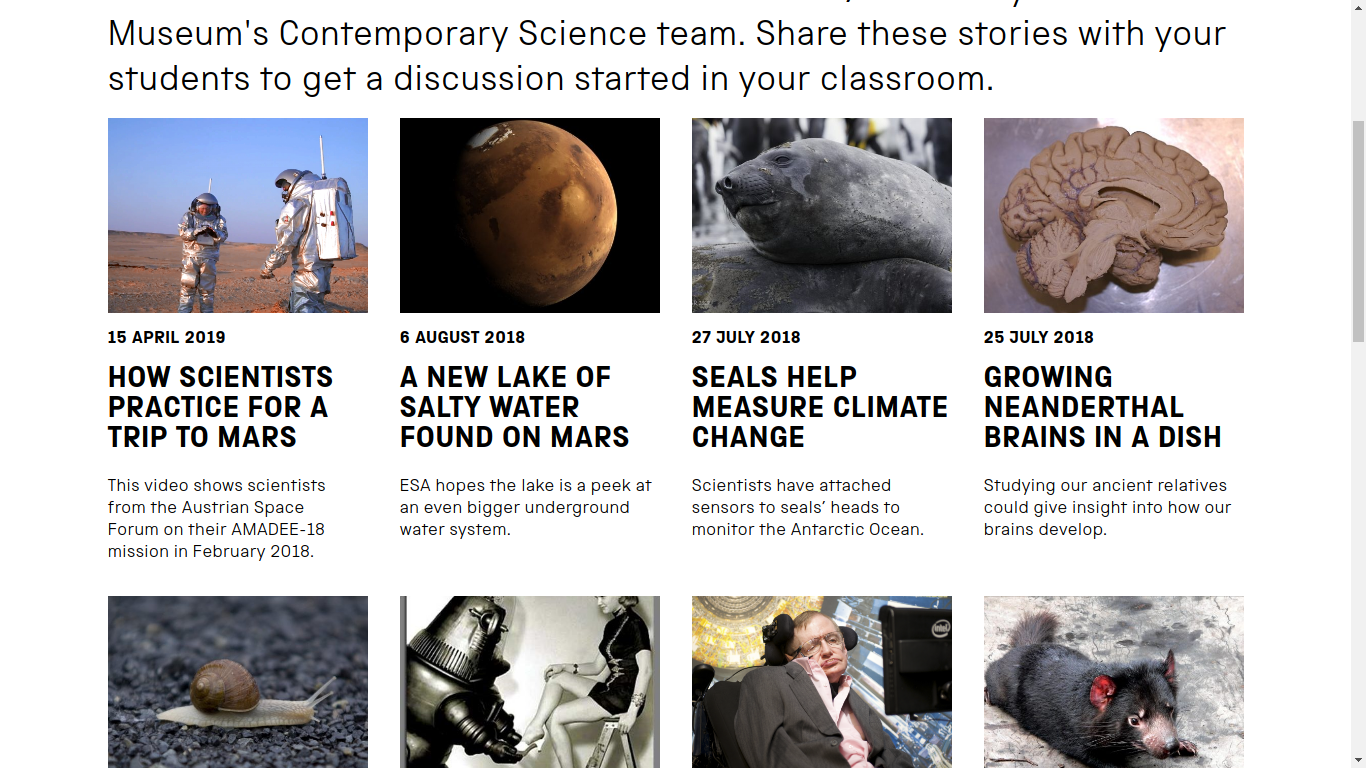 Museum's Contemporary Science team. Share these stories with your
students to get a discussion started in your classroom.
15 APRIL 2019
HOW SCIENTISTS
PRACTICE FOR A
TRIP TO MARS
This video shows scientists
from the Austrian Space
Forum on their AMADEE-18
mission in February 2018.
6 AUGUST 2018
A NEW LAKE OF
SALTY WATER
FOUND ON MARS
ESA hopes the lake is a peek at
an even bigger underground
water system.
27 JULY 2018
SEALS HELP
MEASURE CLIMATE
CHANGE
Scientists have attached
sensors to seals’ heads to
monitor the Antarctic Ocean.
25 JULY 2018
GROWING
NEANDERTHAL
BRAINS IN A DISH
Studying our ancient relatives
could give insight into how our
brains develop.
intel